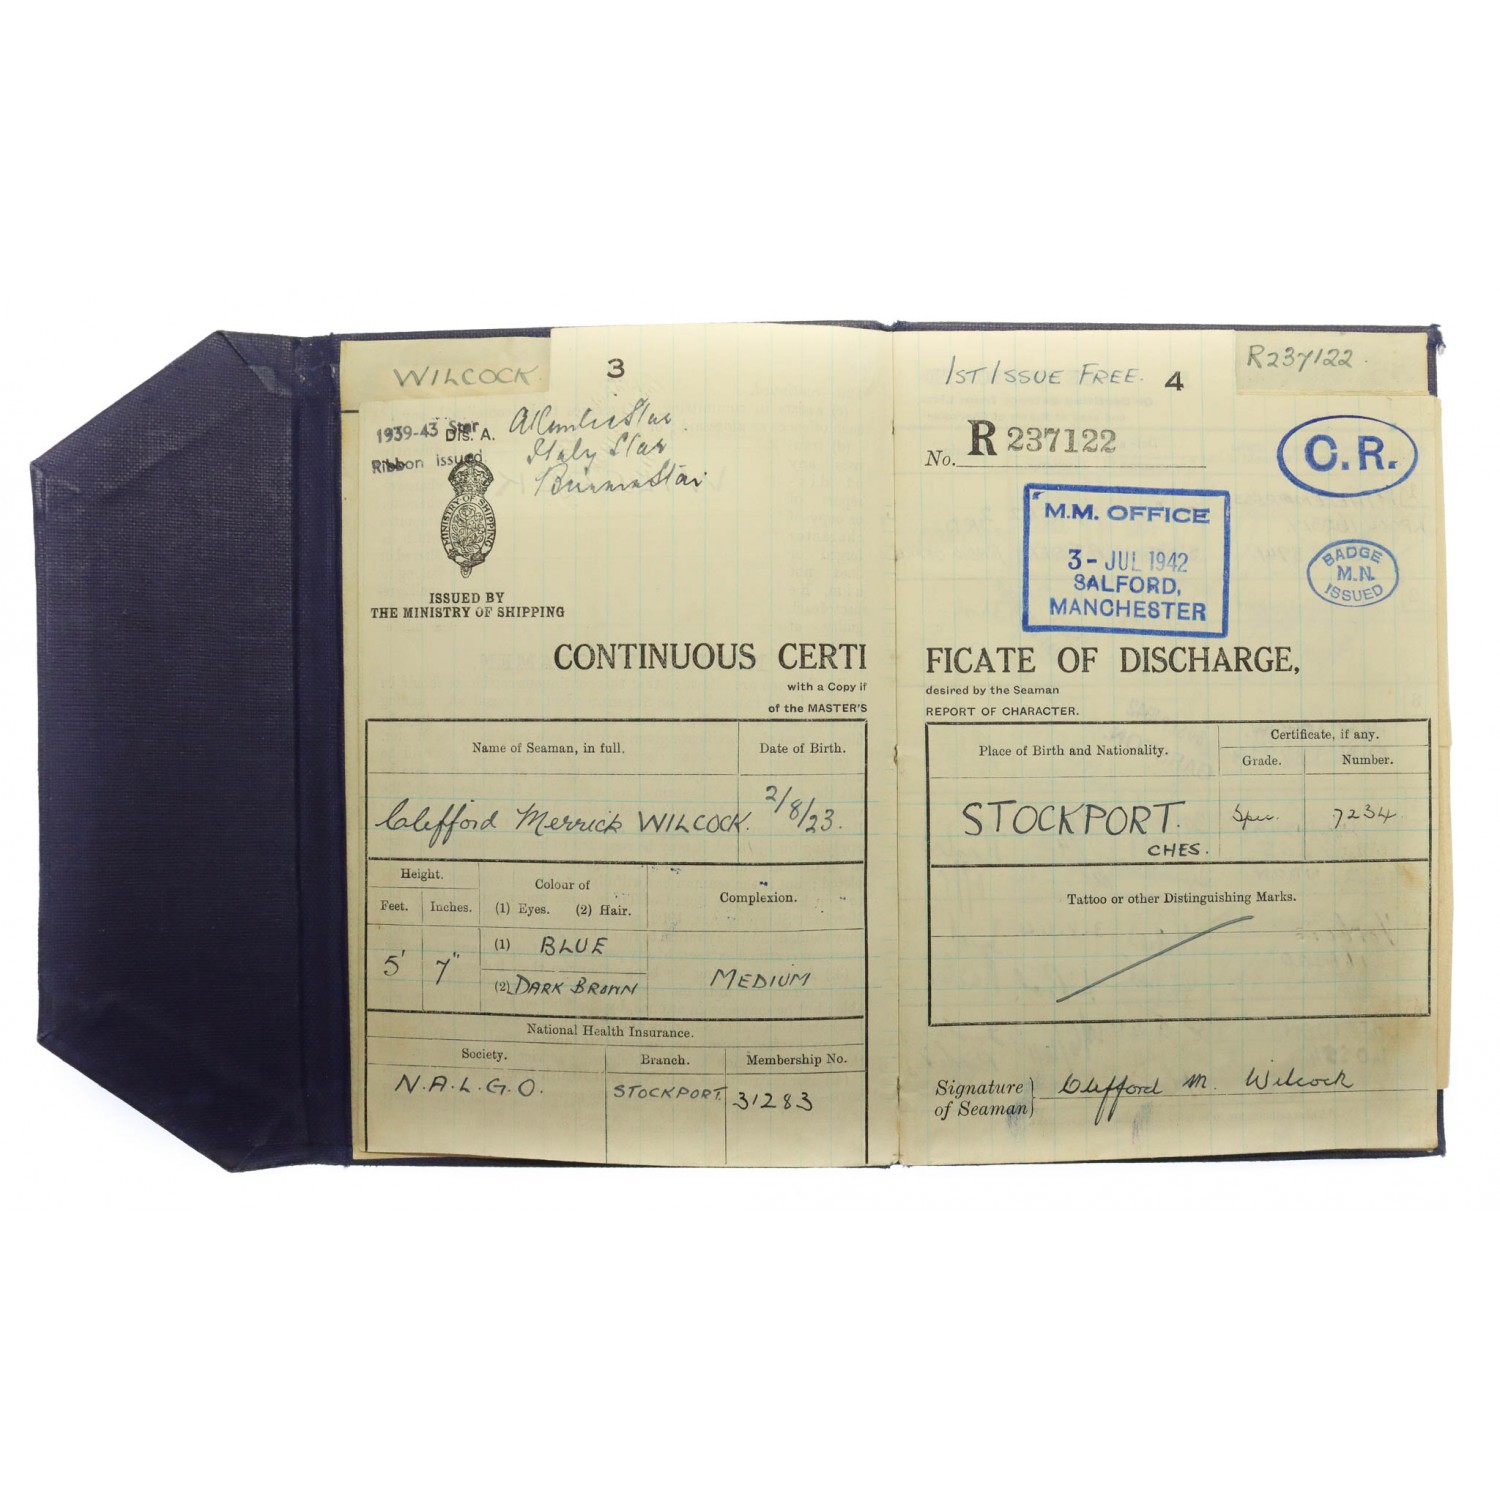 WILCOCK
3
1939-43 Star
Dis. A.
Ribbon issued
Atlantic Star
Italy Star
Burma Star
MINISTRY OF SHIPPING
ISSUED BY
THE MINISTRY OF SHIPPING
CONTINUOUS CERTI
with a Copy if
of the MASTER'S
Name of Seaman, in full.
Date of Birth.
Clifford Merrick WILCOCK.
2/8/23.
Height.
Feet.
Inches.
Colour of
(1) Eyes. (2) Hair.
Complexion.
5'
7"
(1) BLUE
(2) DARK BROWN
MEDIUM
National Health Insurance.
Society.
Branch.
Membership No.
N.A.L.G.O.
STOCKPORT.
31283
1ST ISSUE FREE.
4
R237122.
No. R 237122
C.R.
M.M. OFFICE
3 - JUL 1942
SALFORD,
MANCHESTER
BADGE
M.N.
ISSUED
FICATE OF DISCHARGE,
desired by the Seaman
REPORT OF CHARACTER.
Place of Birth and Nationality.
Certificate, if any.
Grade.
Number.
STOCKPORT.
CHES.
Spec.
7234
Tattoo or other Distinguishing Marks.
Signature
of Seaman
Clifford M. Wilcock